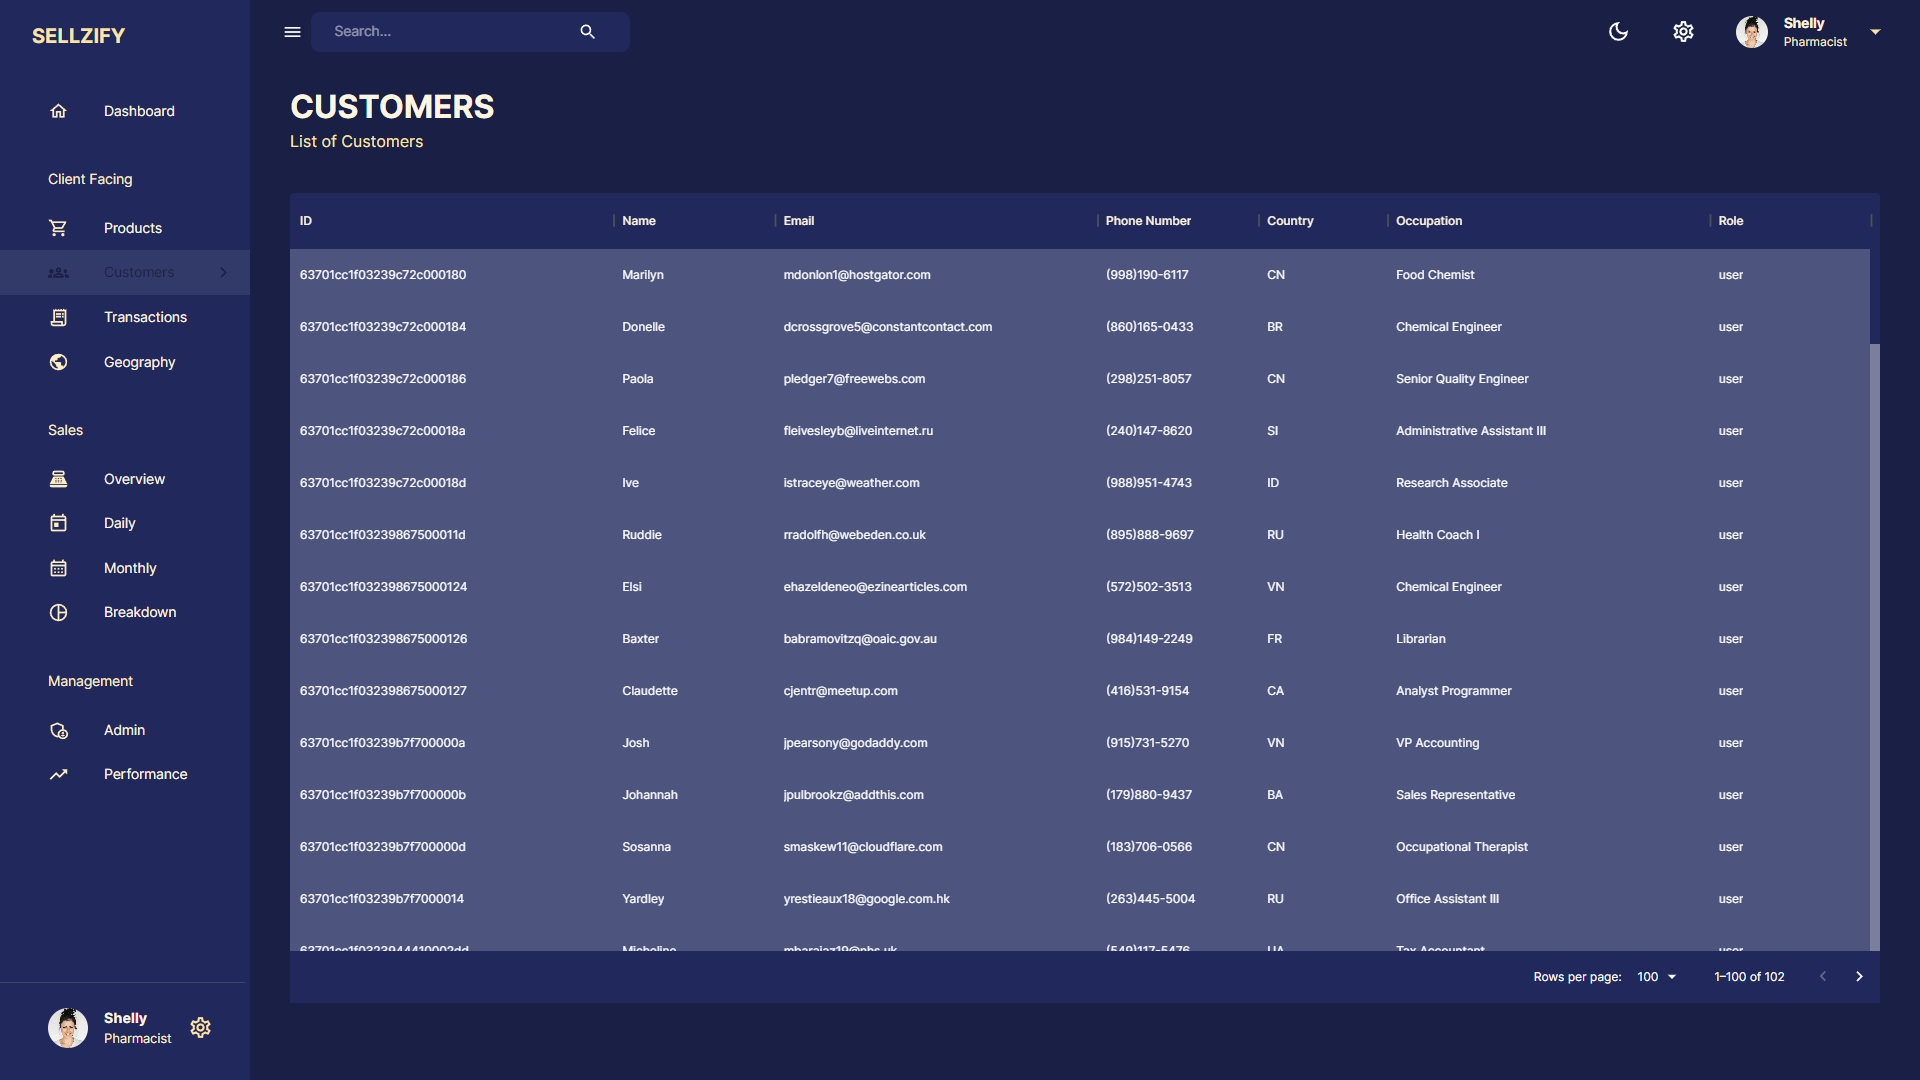 SELLZIFY
Search...
Shelly
Pharmacist
Dashboard
Client Facing
Products
Customers
Transactions
Geography
Sales
Overview
Daily
Monthly
Breakdown
Management
Admin
Performance
Shelly
Pharmacist
CUSTOMERS
List of Customers
ID Name Email Phone Number Country Occupation Role
63701cc1f03239c72c000180 Marilyn mdonlon1@hostgator.com (998)190-6117 CN Food Chemist user
63701cc1f03239c72c000184 Donelle dcrossgrove5@constantcontact.com (860)165-0433 BR Chemical Engineer user
63701cc1f03239c72c000186 Paola pledger7@freewebs.com (298)251-8057 CN Senior Quality Engineer user
63701cc1f03239c72c00018a Felice fleivesleyb@liveinternet.ru (240)147-8620 SI Administrative Assistant III user
63701cc1f03239c72c00018d Ive istraceye@weather.com (988)951-4743 ID Research Associate user
63701cc1f03239867500011d Ruddie rradolfh@webeden.co.uk (895)888-9697 RU Health Coach I user
63701cc1f032398675000124 Elsi ehazeldeneo@ezinearticles.com (572)502-3513 VN Chemical Engineer user
63701cc1f032398675000126 Baxter babramovitzq@oaic.gov.au (984)149-2249 FR Librarian user
63701cc1f032398675000127 Claudette cjentr@meetup.com (416)531-9154 CA Analyst Programmer user
63701cc1f03239b7f700000a Josh jpearsony@godaddy.com (915)731-5270 VN VP Accounting user
63701cc1f03239b7f700000b Johannah jpulbrookz@addthis.com (179)880-9437 BA Sales Representative user
63701cc1f03239b7f700000d Sosanna smaskew11@cloudflare.com (183)706-0566 CN Occupational Therapist user
63701cc1f03239b7f7000014 Yardley yrestieaux18@google.com.hk (263)445-5004 RU Office Assistant III user
63701cc1f0323944410002dd Micheline mbarajaz19@nhs.uk (549)117-5476 UA Tax Accountant user
Rows per page: 100 1–100 of 102